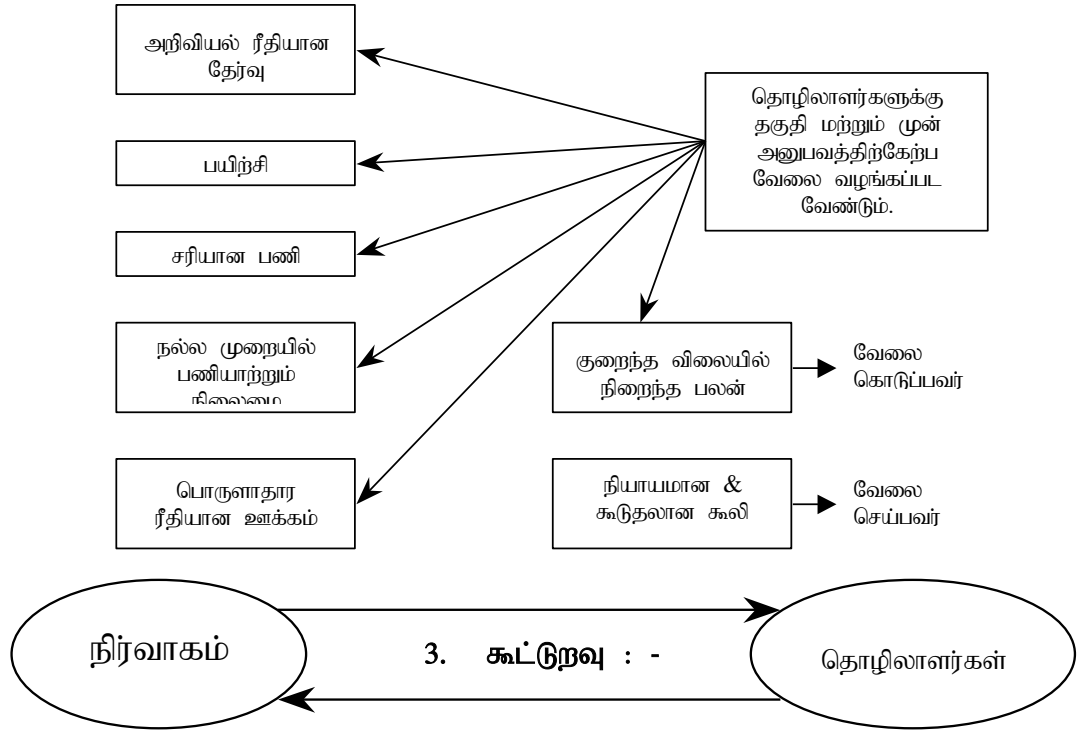 அறிவியல் ரீதியான
தேர்வு
தொழிலாளர்களுக்கு
தகுதி மற்றும் முன்
அனுபவத்திற்கேற்ப
வேலை வழங்கப்பட
வேண்டும்.
பயிற்சி
சரியான பணி
நல்ல முறையில்
பணியாற்றும்
நிலைமை
குறைந்த விலையில்
நிறைந்த பலன்
வேலை
கொடுப்பவர்
பொருளாதார
ரீதியான ஊக்கம்
நியாயமான &
கூடுதலான கூலி
வேலை
செய்பவர்
நிர்வாகம்
3. கூட்டுறவு : -
தொழிலாளர்கள்